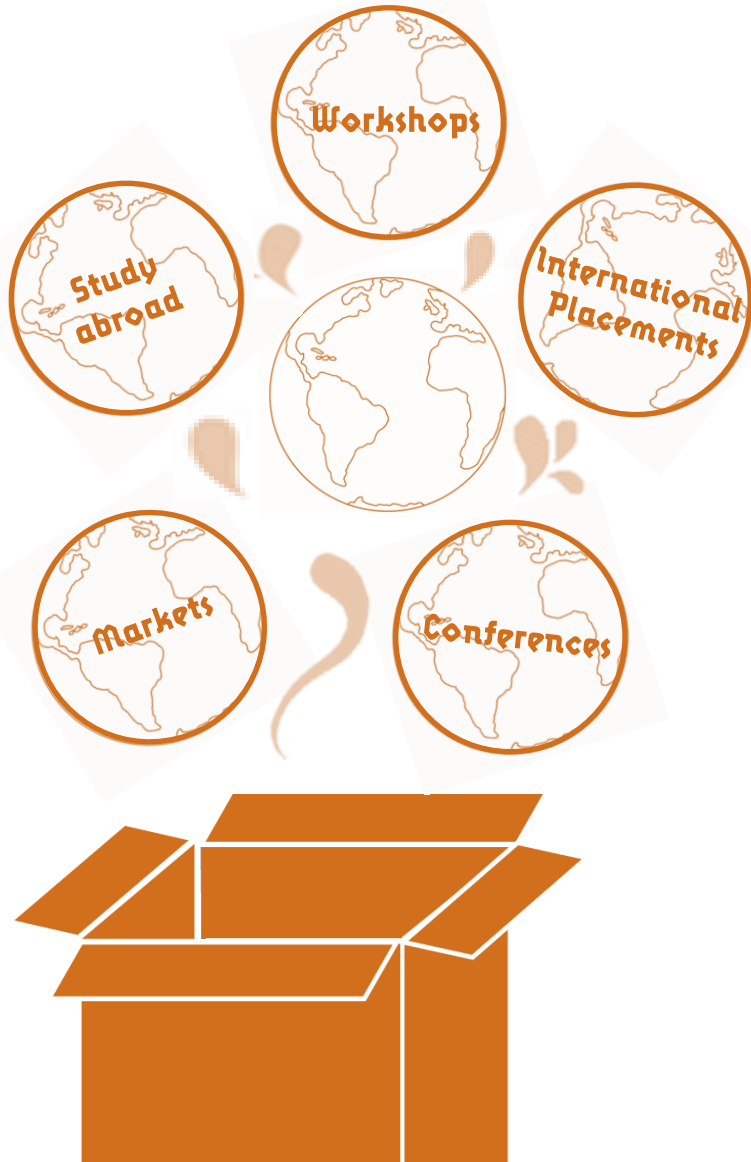 Workshops
Study
abroad
International
Placements
Markets
Conferences